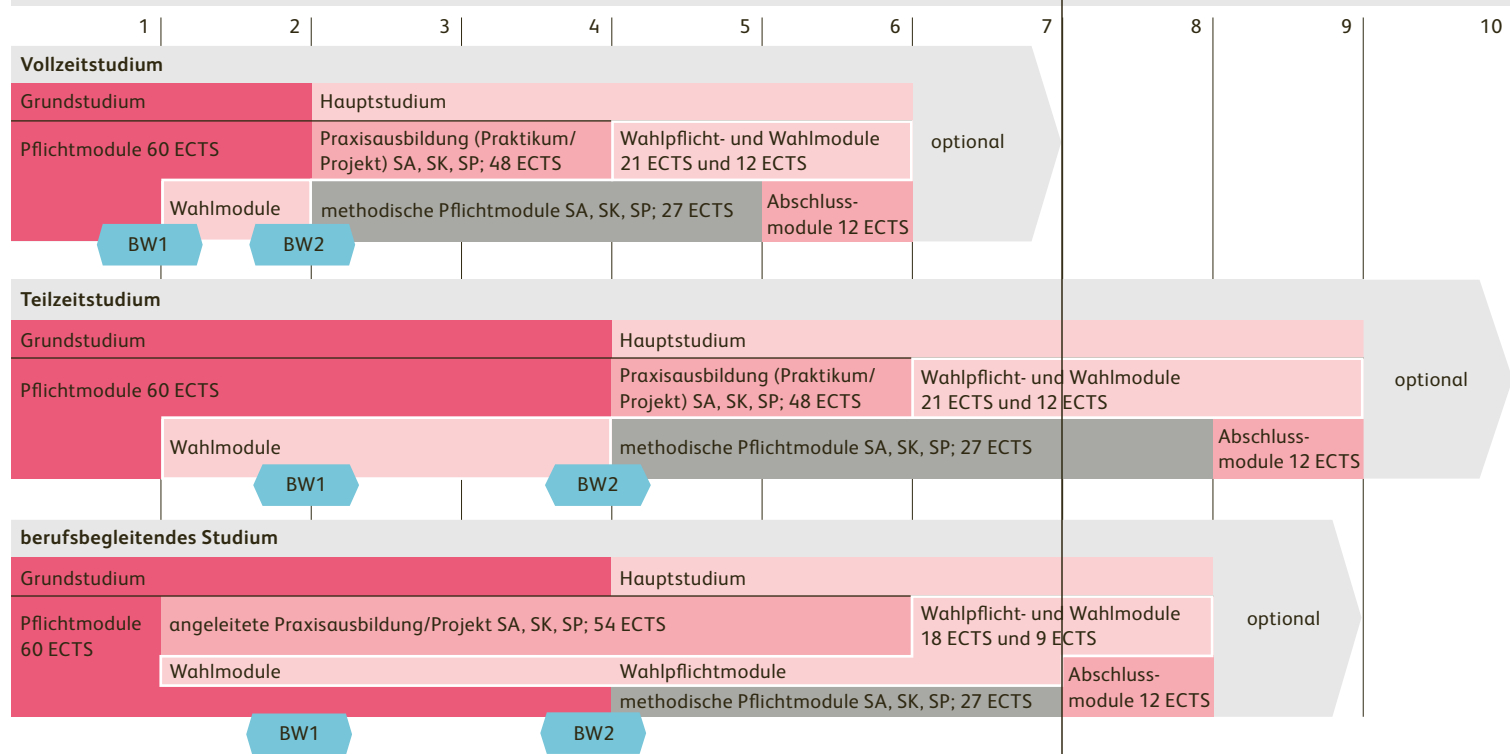 1 2 3 4 5 6 7 8 9 10
Vollzeitstudium
Grundstudium
Hauptstudium
Pflichtmodule 60 ECTS
Praxisausbildung (Praktikum/
Projekt) SA, SK, SP; 48 ECTS
Wahlpflicht- und Wahlmodule
21 ECTS und 12 ECTS
optional
Wahlmodule
methodische Pflichtmodule SA, SK, SP; 27 ECTS
Abschluss-
module 12 ECTS
BW1
BW2
Teilzeitstudium
Grundstudium
Hauptstudium
Pflichtmodule 60 ECTS
Praxisausbildung (Praktikum/
Projekt) SA, SK, SP; 48 ECTS
Wahlpflicht- und Wahlmodule
21 ECTS und 12 ECTS
optional
Wahlmodule
methodische Pflichtmodule SA, SK, SP; 27 ECTS
Abschluss-
module 12 ECTS
BW1
BW2
berufsbegleitendes Studium
Grundstudium
Hauptstudium
Pflichtmodule
60 ECTS
angeleitete Praxisausbildung/Projekt SA, SK, SP; 54 ECTS
Wahlpflicht- und Wahlmodule
18 ECTS und 9 ECTS
optional
Wahlmodule
Wahlpflichtmodule
methodische Pflichtmodule SA, SK, SP; 27 ECTS
Abschluss-
module 12 ECTS
BW1
BW2